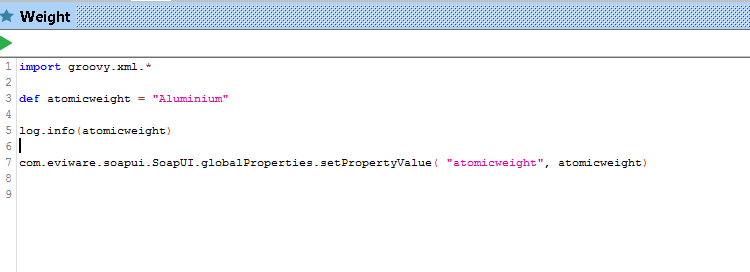 Weight
1 import groovy.xml.*
2
3 def atomicweight = "Aluminium"
4
5 log.info(atomicweight)
6
7 com.eviware.soapui.SoapUI.globalProperties.setPropertyValue( "atomicweight", atomicweight)
8
9